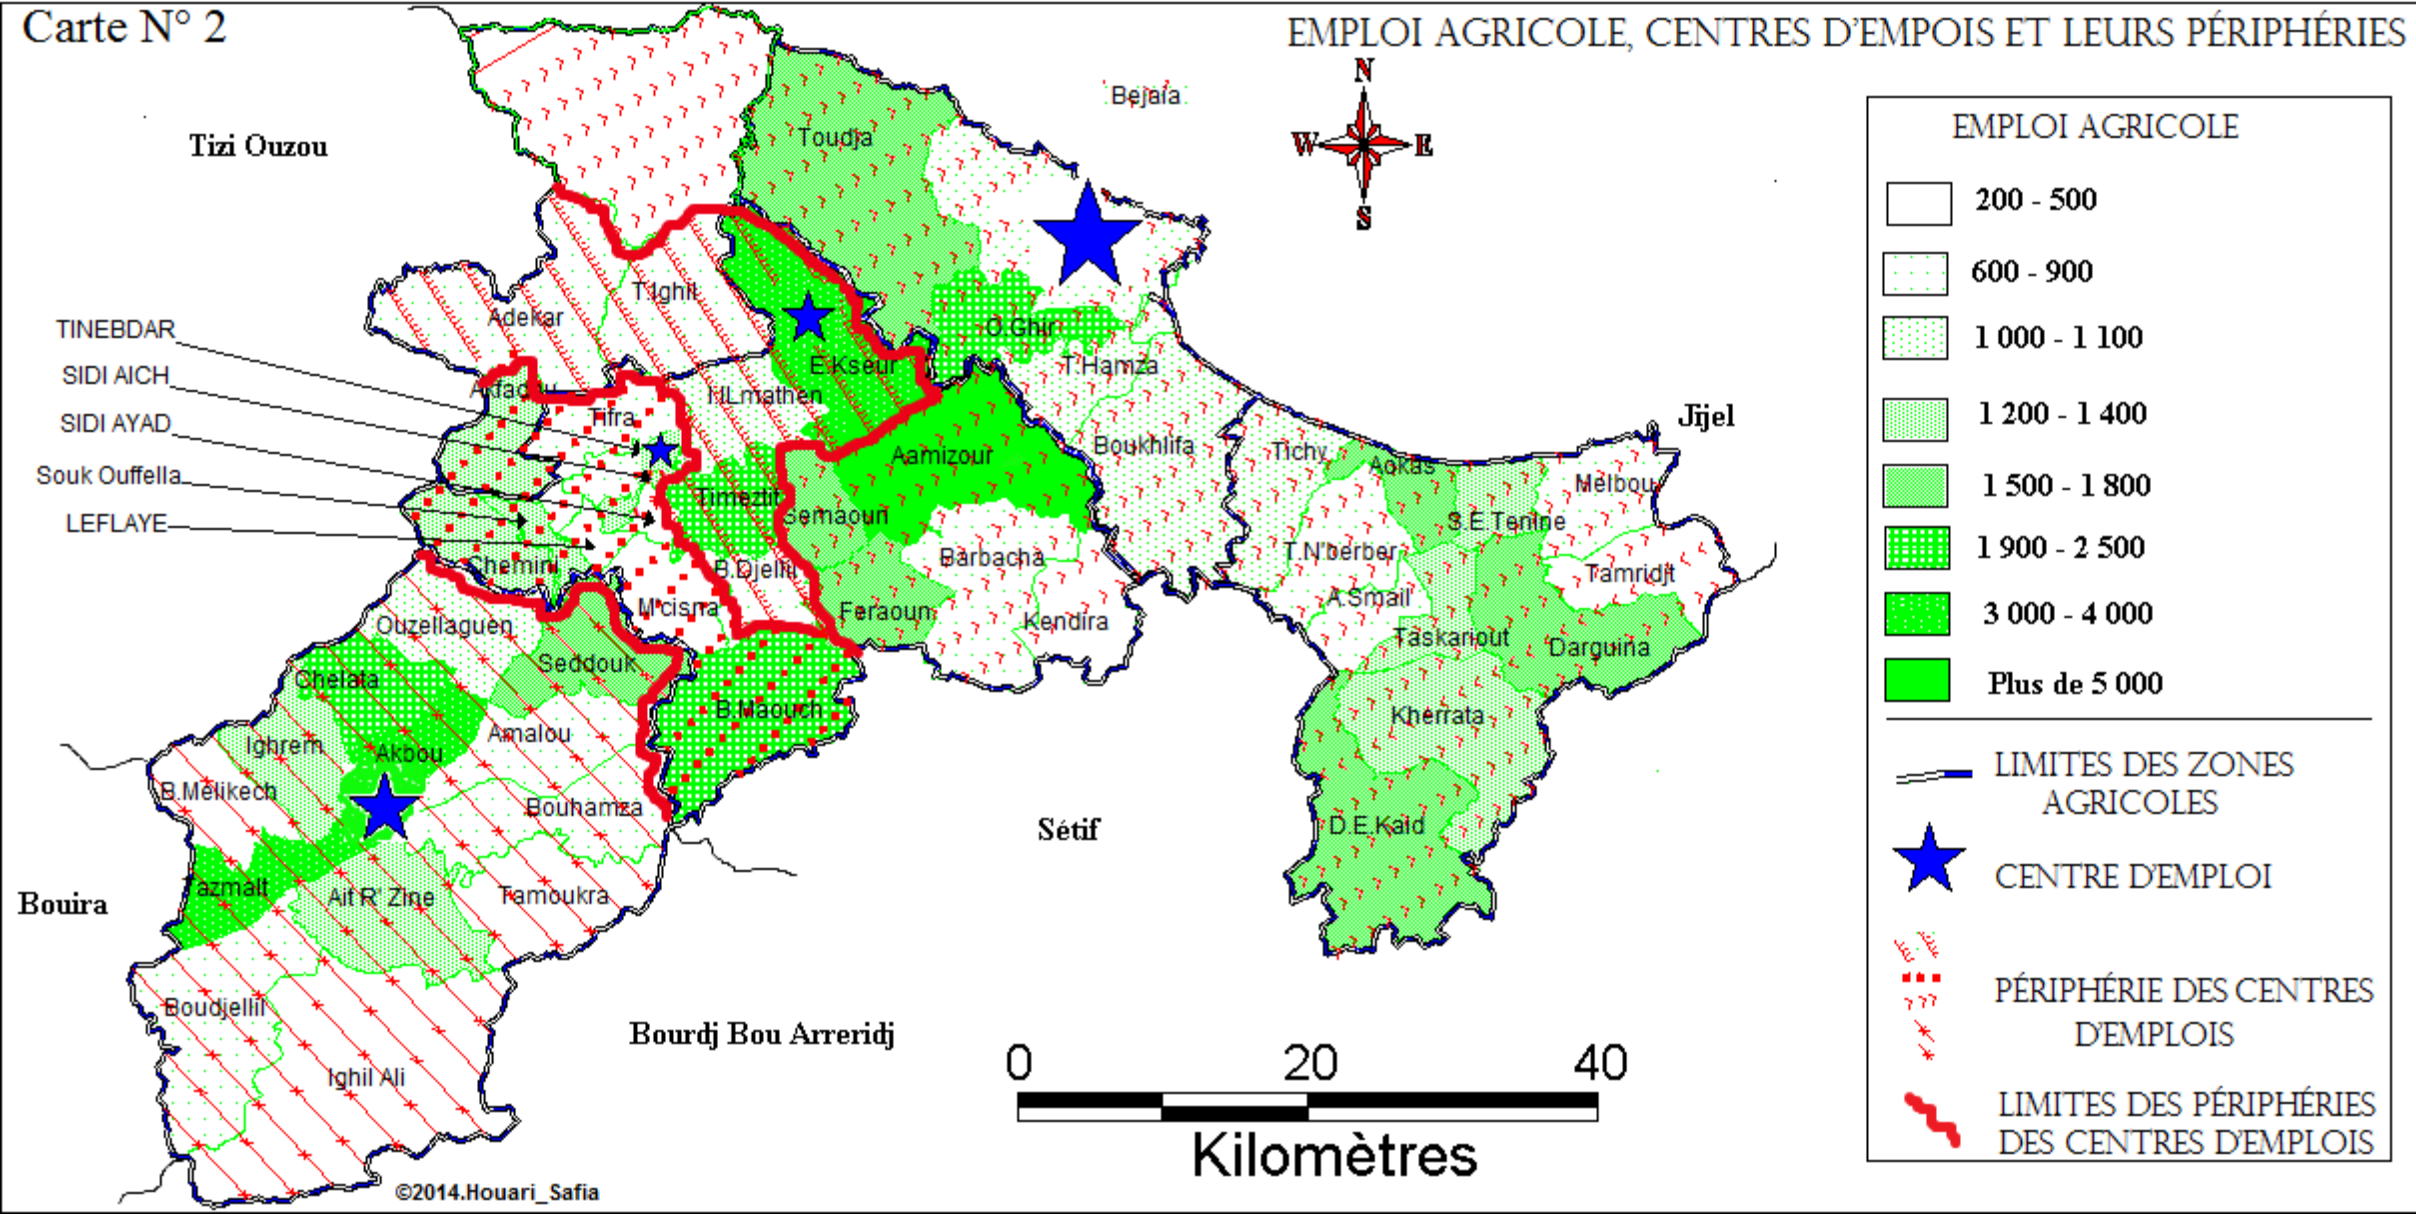 Carte N° 2
EMPLOI AGRICOLE, CENTRES D'EMPOIS ET LEURS PÉRIPHÉRIES
N
W
E
S
Bejaia
Tizi Ouzou
Toudja
T.Ighil
Adekar
O.Ghir
TINEBDAR
SIDI AICH
SIDI AYAD
Souk Ouffella
LEFLAYE
E.Kseur
T.Hamza
Akfadou
I.ILmathen
Tifra
Jijel
Aamizour
Boukhlifa
Tichy
Aokas
Melbou
Timezrit
Semaoun
S.E.Tenine
Barbacha
T.N'berber
Chemini
B.Djellil
Tamridjt
M'cisna
Feraoun
Kendira
A.Smail
Ouzellaguen
Taskariout
Darguina
Seddouk
Chelata
B.Maouch
Kherrata
Amalou
Ighrem
Akbou
B.Melikech
Bouhamza
D.E.Kaid
Sétif
azmalt
Ait R' Zine
Tamoukra
Bouira
Boudjellil
Bourdj Bou Arreridj
Ighil Ali
0 20 40
Kilomètres
©2014.Houari_Safia
EMPLOI AGRICOLE
200 - 500
600 - 900
1 000 - 1 100
1 200 - 1 400
1 500 - 1 800
1 900 - 2 500
3 000 - 4 000
Plus de 5 000
LIMITES DES ZONES
AGRICOLES
CENTRE D'EMPLOI
PÉRIPHÉRIE DES CENTRES
D'EMPLOIS
LIMITES DES PÉRIPHÉRIES
DES CENTRES D'EMPLOIS